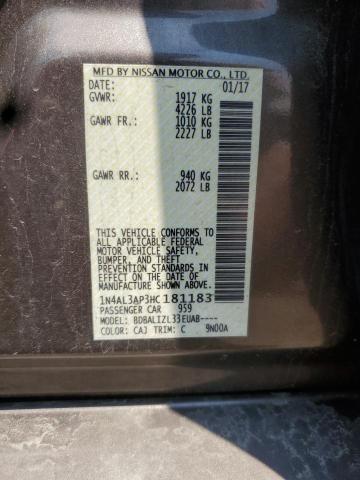 MFD BY NISSAN MOTOR CO., LTD.
DATE: 01/17
GVWR: 1917 KG
4226 LB
GAWR FR.: 1010 KG
2227 LB
GAWR RR.: 940 KG
2072 LB
THIS VEHICLE CONFORMS TO ALL
APPLICABLE FEDERAL
MOTOR VEHICLE SAFETY,
BUMPER, AND THEFT
PREVENTION STANDARDS
IN EFFECT ON THE DATE OF
MANUFACTURE SHOWN ABOVE.
1N4AL3AP3HC181183
PASSENGER CAR 959
MODEL: BDBALIZL33EUAB----
COLOR: CAJ TRIM: C 9N00A